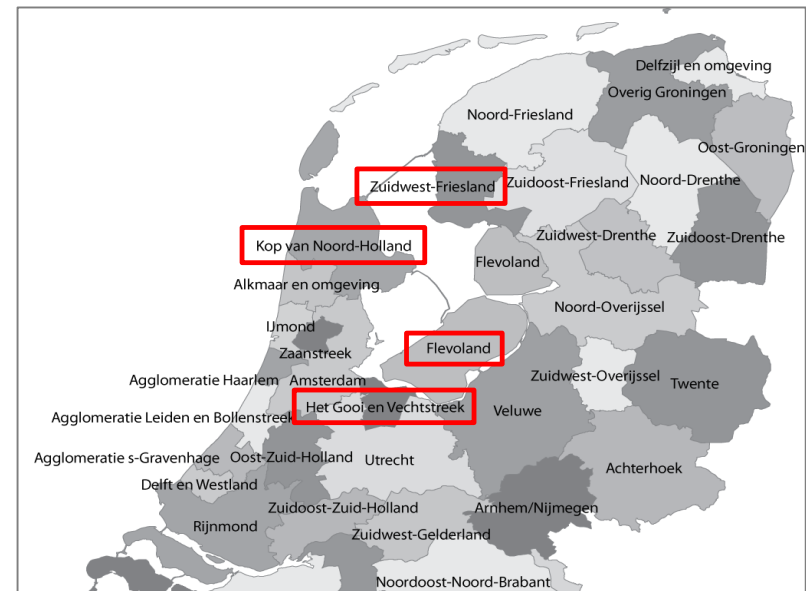 Delfzijl en omgeving
Overig Groningen
Noord-Friesland
Oost-Groningen
Zuidwest-Friesland
Zuidoost-Friesland
Noord-Drenthe
Kop van Noord-Holland
Zuidwest-Drenthe
Zuidoost-Drenthe
Flevoland
Alkmaar en omgeving
Noord-Overijssel
IJmond
Zaanstreek
Flevoland
Agglomeratie Haarlem
Amsterdam
Zuidwest-Overijssel
Twente
Het Gooi en Vechtstreek
Agglomeratie Leiden en Bollenstreek
Veluwe
Agglomeratie s-Gravenhage
Oost-Zuid-Holland
Utrecht
Achterhoek
Delft en Westland
Zuidoost-Zuid-Holland
Arnhem/Nijmegen
Rijnmond
Zuidwest-Gelderland
Noordoost-Noord-Brabant